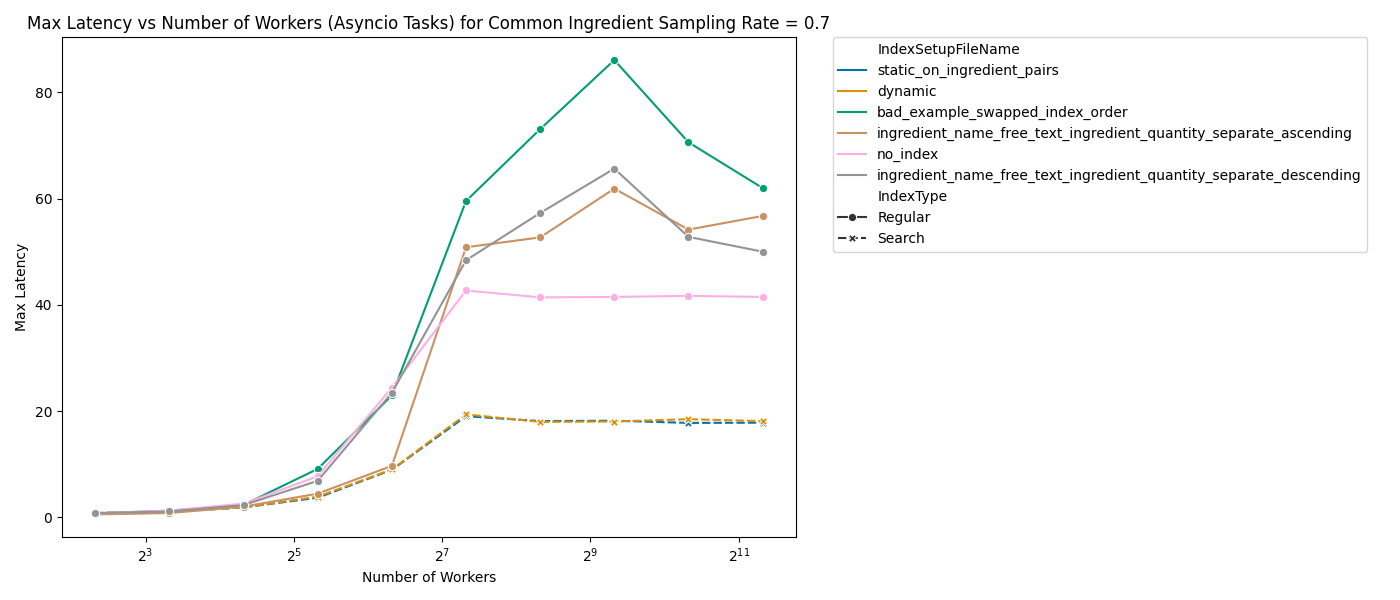 Max Latency vs Number of Workers (Asyncio Tasks) for Common Ingredient Sampling Rate = 0.7
IndexSetupFileName
static_on_ingredient_pairs
dynamic
bad_example_swapped_index_order
ingredient_name_free_text_ingredient_quantity_separate_ascending
no_index
ingredient_name_free_text_ingredient_quantity_separate_descending
IndexType
Regular
Search
Max Latency
80
60
40
20
0
2^3
2^5
2^7
2^9
2^11
Number of Workers